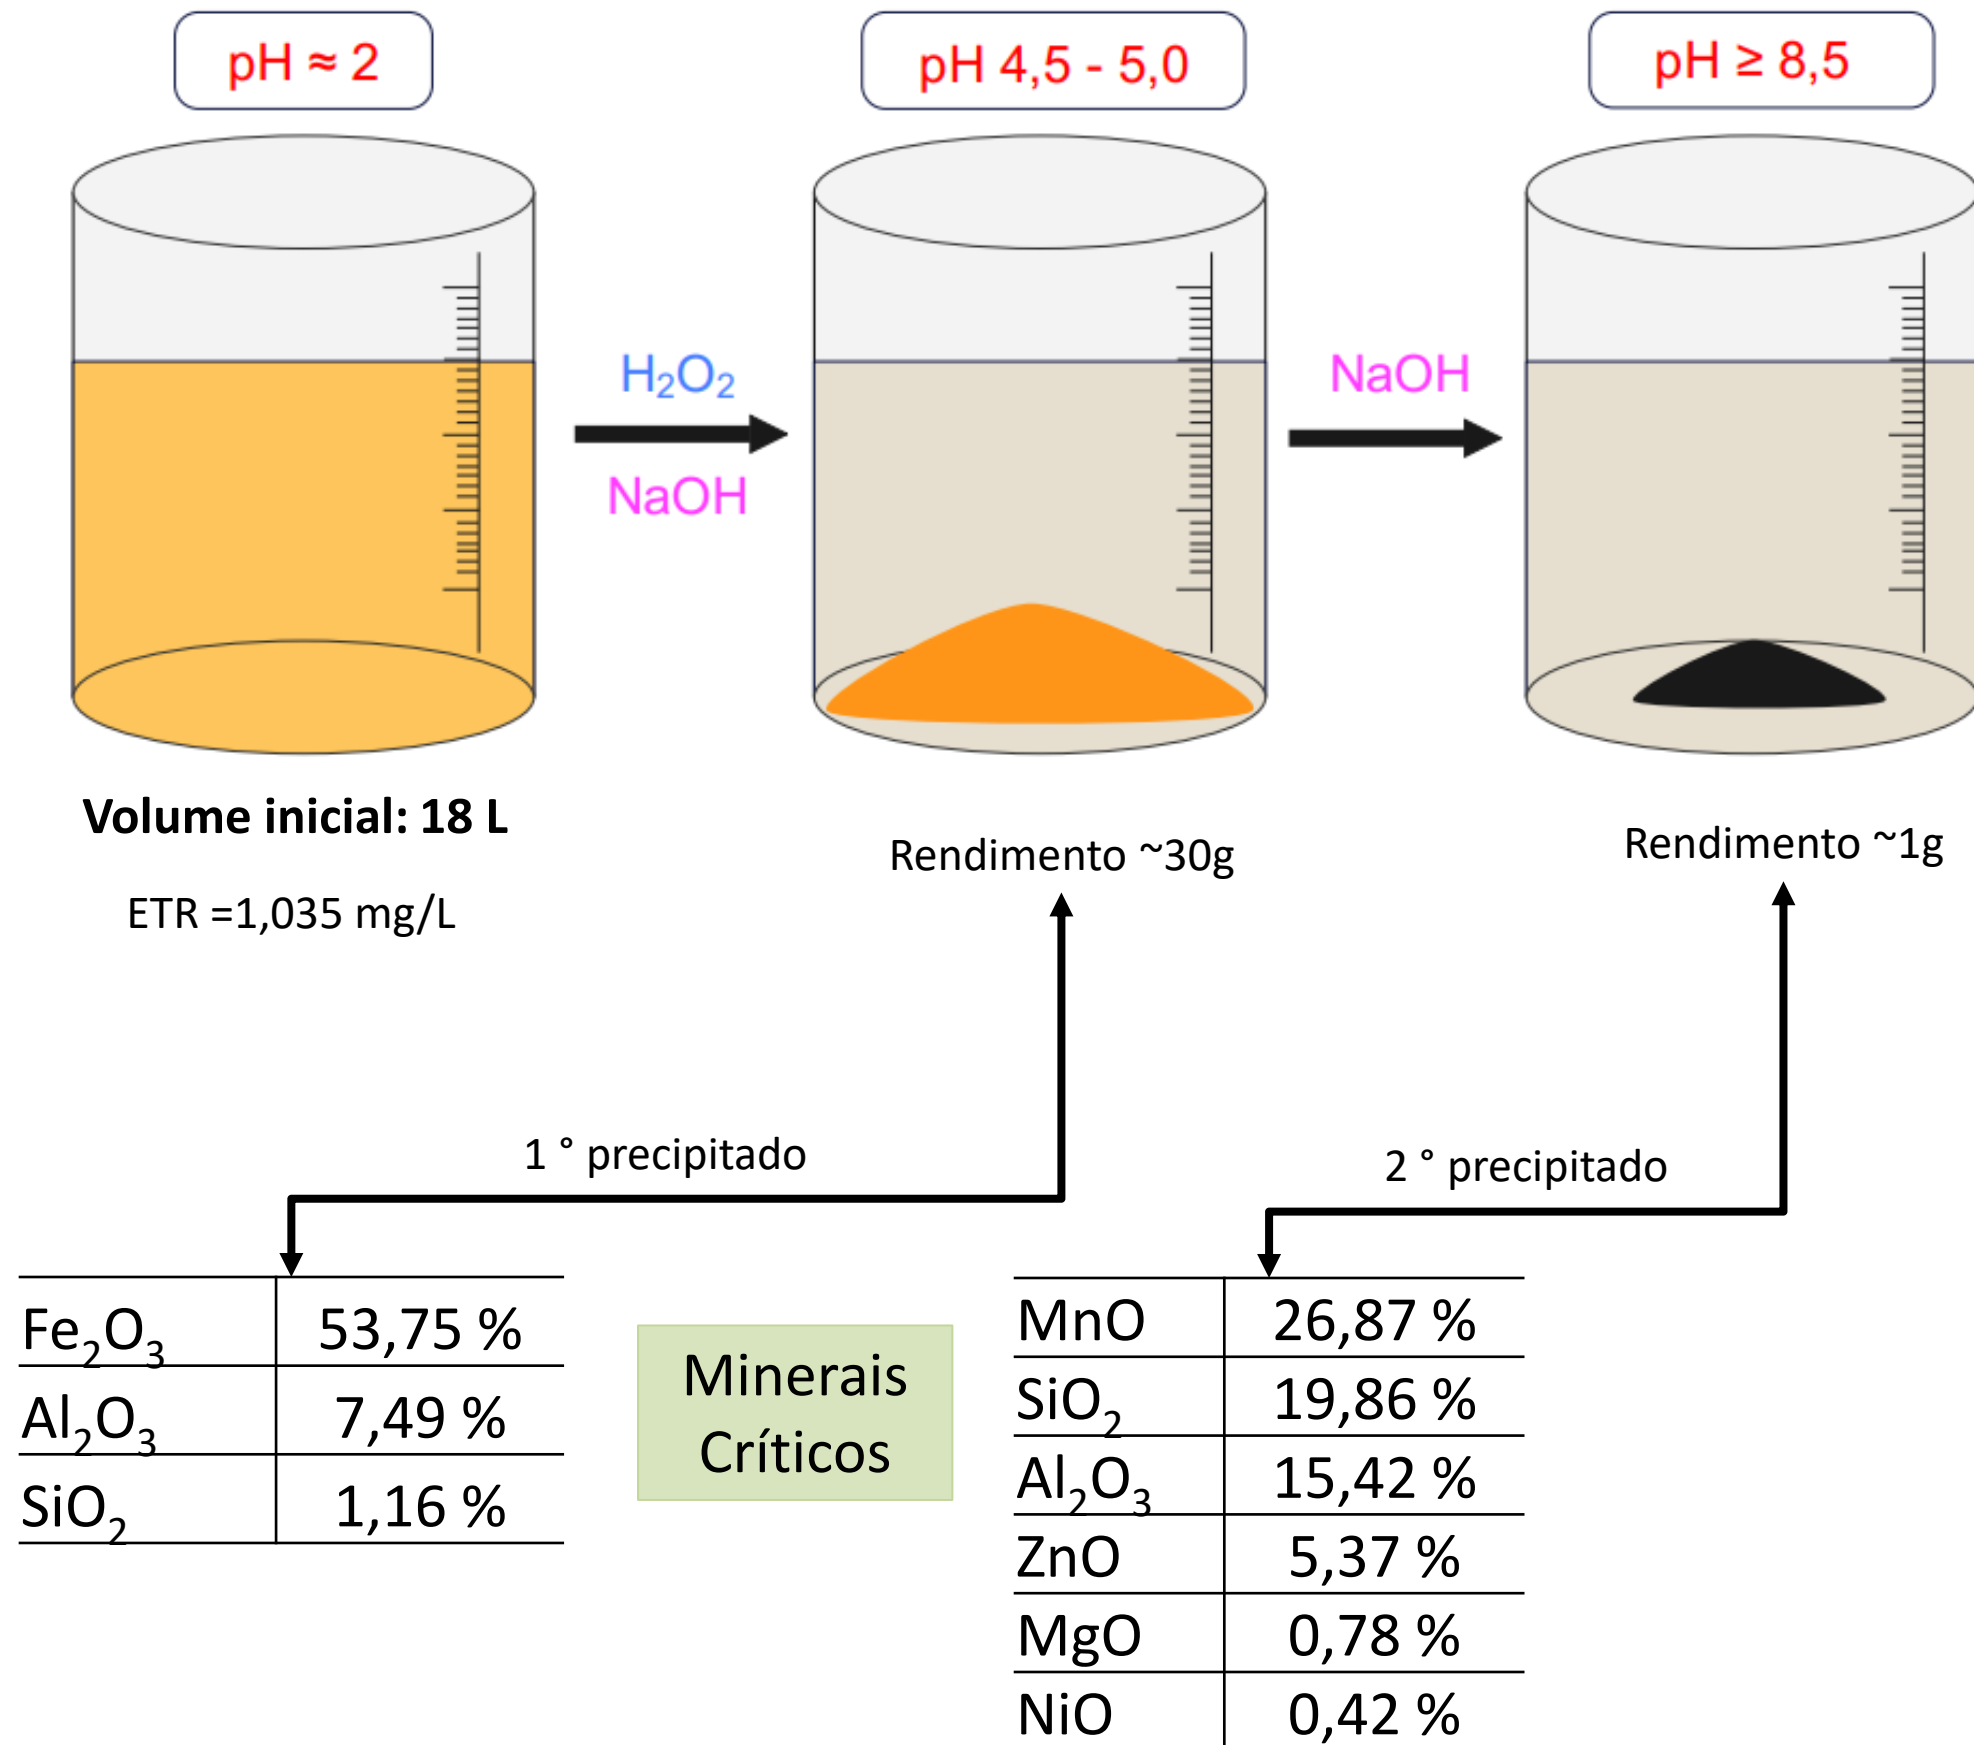 pH ≈ 2
pH 4,5 - 5,0
pH ≥ 8,5
H₂O₂
NaOH
NaOH
Volume inicial: 18 L
ETR =1,035 mg/L
Rendimento ~30g
Rendimento ~1g
1 ° precipitado
2 ° precipitado
Fe₂O₃ 53,75 %
Al₂O₃ 7,49 %
SiO₂ 1,16 %
Minerais
Críticos
MnO 26,87 %
SiO₂ 19,86 %
Al₂O₃ 15,42 %
ZnO 5,37 %
MgO 0,78 %
NiO 0,42 %